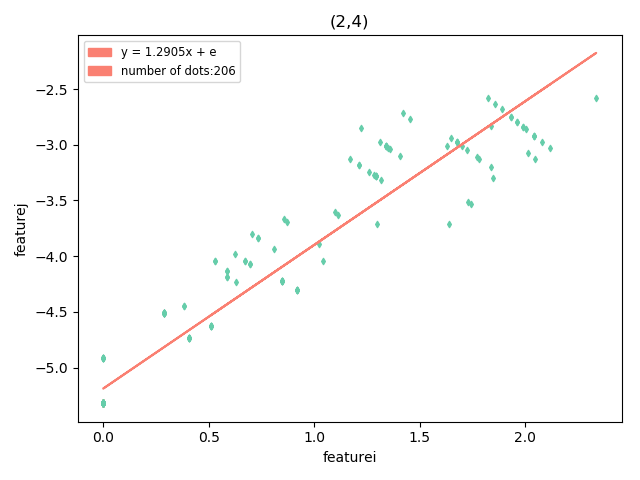 (2,4)
y = 1.2905x + e
number of dots:206
−2.5
−3.0
−3.5
−4.0
−4.5
−5.0
featurej
0.0 0.5 1.0 1.5 2.0
featurei